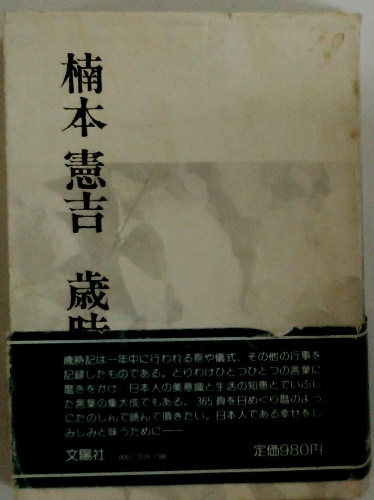 楠本憲吉 歳時
歳時記は一年中に行われる祭や儀式、その他の行事を
記録したものである。とりわけひとつひとつの言葉に
磨きをかけ、日本人の美意識と生活の知恵とでいぶし
た言葉の集大成でもある。365頁を日めくり暦のよう
にたのしんで読んで頂きたい。日本人である幸せをし
みじみと味うために──
文陽社
定価980円